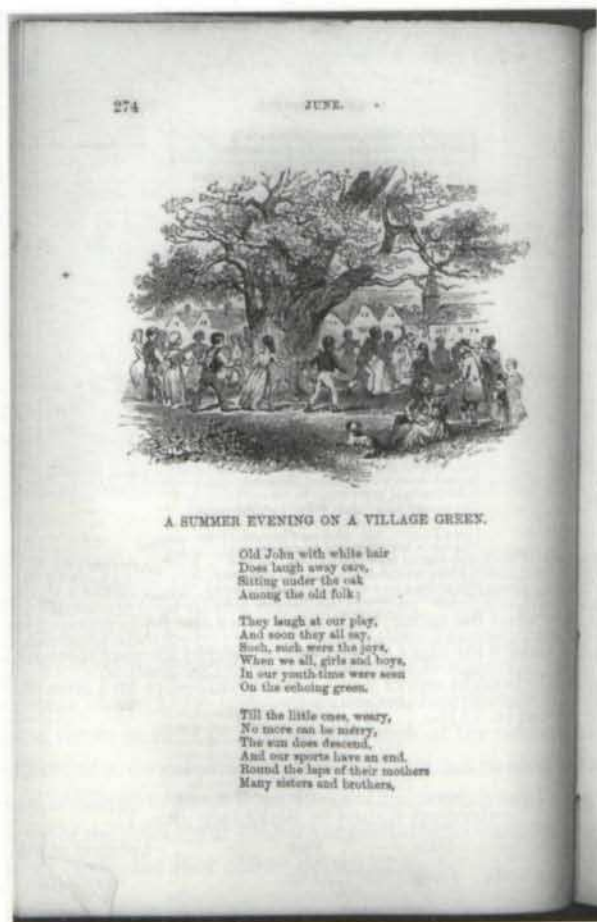 274
JUNE.
A SUMMER EVENING ON A VILLAGE GREEN.
Old John with white hair
Does laugh away care,
Sitting under the oak
Among the old folk;
They laugh at our play,
And soon they all say,
Such, such were the joys,
When we all, girls and boys,
In our youth-time were seen
On the echoing green.
Till the little ones, weary,
No more can be merry,
The sun does descend,
And our sports have an end.
Round the laps of their mothers
Many sisters and brothers,